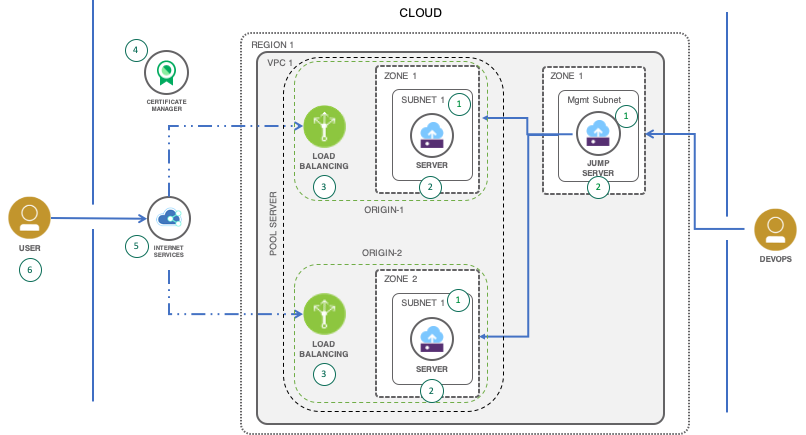 CLOUD
REGION 1
4
VPC 1
ZONE 1
ZONE 1
SUBNET 1
1
Mgmt Subnet
1
CERTIFICATE
MANAGER
LOAD
BALANCING
SERVER
JUMP
SERVER
3
2
2
ORIGIN-1
POOL SERVER
USER
5
INTERNET
SERVICES
6
DEVOPS
ORIGIN-2
ZONE 2
SUBNET 1
1
LOAD
BALANCING
SERVER
3
2